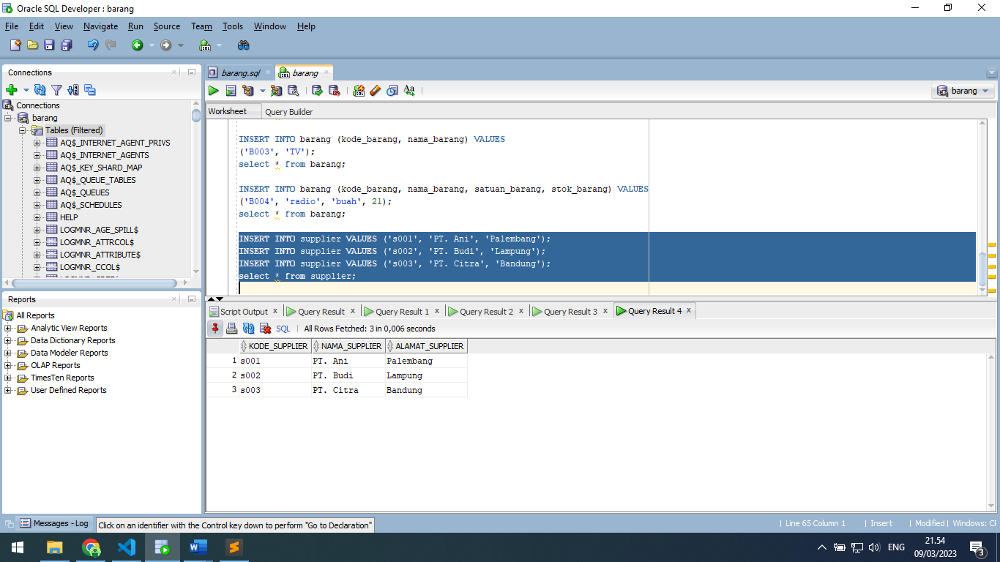 Oracle SQL Developer : barang
File Edit View Navigate Run Source Team Tools Window Help
Connections
Connections
barang
Tables (Filtered)
AQ$_INTERNET_AGENT_PRIVS
AQ$_INTERNET_AGENTS
AQ$_KEY_SHARD_MAP
AQ$_QUEUE_TABLES
AQ$_QUEUES
AQ$_SCHEDULES
HELP
LOGMNR_AGE_SPILL$
LOGMNR_ATTRCOL$
LOGMNR_ATTRIBUTE$
LOGMNR_CCOL$
Reports
All Reports
Analytic View Reports
Data Dictionary Reports
Data Modeler Reports
OLAP Reports
TimesTen Reports
User Defined Reports
barang.sql barang
barang
Worksheet Query Builder
INSERT INTO barang (kode_barang, nama_barang) VALUES
('B003', 'TV');
select * from barang;
INSERT INTO barang (kode_barang, nama_barang, satuan_barang, stok_barang) VALUES
('B004', 'radio', 'buah', 21);
select * from barang;
INSERT INTO supplier VALUES ('s001', 'PT. Ani', 'Palembang');
INSERT INTO supplier VALUES ('s002', 'PT. Budi', 'Lampung');
INSERT INTO supplier VALUES ('s003', 'PT. Citra', 'Bandung');
select * from supplier;
Script Output Query Result Query Result 1 Query Result 2 Query Result 3 Query Result 4
SQL All Rows Fetched: 3 in 0,006 seconds
KODE_SUPPLIER NAMA_SUPPLIER ALAMAT_SUPPLIER
1 s001 PT. Ani Palembang
2 s002 PT. Budi Lampung
3 s003 PT. Citra Bandung
Messages - Log Click on an identifier with the Control key down to perform "Go to Declaration" Line 65 Column 1 Insert Modified Windows: CF
ENG
21.54
09/03/2023
3